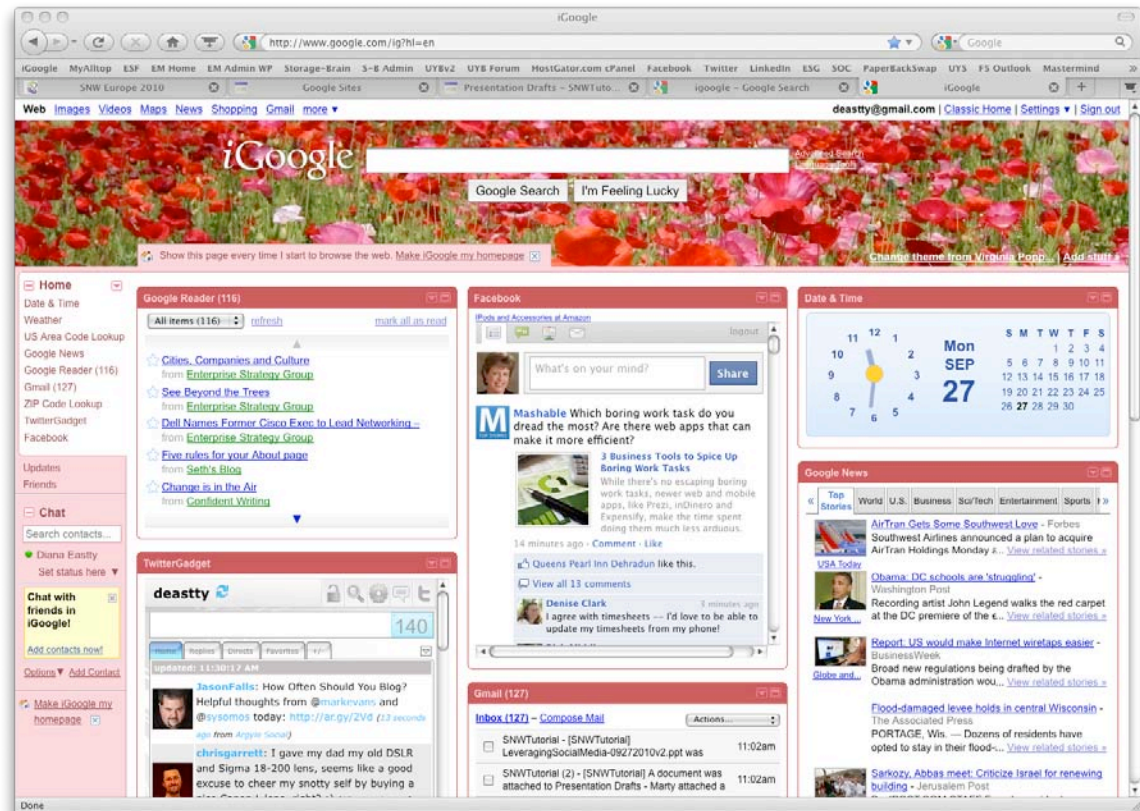 iGoogle
http://www.google.com/ig?hl=en
Google
iGoogle MyAlltop ESF EM Home EM Admin WP Storage-Brain S-B Admin UYBv2 UYB Forum HostGator.com cPanel Facebook Twitter LinkedIn ESG SOC PaperBackSwap UYS FS Outlook Mastermind »
SNW Europe 2010
Google Sites
Presentation Drafts – SNWTuto...
igoogle – Google Search
iGoogle
Web Images Videos Maps News Shopping Gmail more ▼
deastty@gmail.com | Classic Home | Settings ▼ | Sign out
iGoogle
Advanced Search
Language Tools
Google Search
I'm Feeling Lucky
Show this page every time I start to browse the web. Make iGoogle my homepage
Change theme from Virginia Popp... | Add stuff »
Home
Date & Time
Weather
US Area Code Lookup
Google News
Google Reader (116)
Gmail (127)
ZIP Code Lookup
TwitterGadget
Facebook
Updates
Friends
Chat
Search contacts...
Diana Eastty
Set status here ▼
Chat with
friends in
iGoogle!
Add contacts now!
Options▼ Add Contact
Make iGoogle my
homepage
Google Reader (116)
All items (116)
refresh
mark all as read
Cities, Companies and Culture
from Enterprise Strategy Group
See Beyond the Trees
from Enterprise Strategy Group
Dell Names Former Cisco Exec to Lead Networking –
from Enterprise Strategy Group
Five rules for your About page
from Seth's Blog
Change is in the Air
from Confident Writing
TwitterGadget
deastty
140
Home Replies Directs Favorites +/-
updated: 11:30:17 AM
JasonFalls: How Often Should You Blog?
Helpful thoughts from @markevans and
@sysomos today: http://ar.gy/2Vd (12 seconds
ago from Argyle Social)
chrisgarrett: I gave my dad my old DSLR
and Sigma 18-200 lens, seems like a good
excuse to cheer my snotty self by buying a
Facebook
iPods and Accessories at Amazon
logout
What's on your mind?
Share
Mashable Which boring work task do you
dread the most? Are there web apps that can
make it more efficient?
3 Business Tools to Spice Up
Boring Work Tasks
While there's no escaping boring
work tasks, newer web and mobile
apps, like Prezi, inDinero and
Expensify, make the time spent
doing them much less arduous.
14 minutes ago · Comment · Like
Queens Pearl Inn Dehradun like this.
View all 13 comments
Denise Clark
3 minutes ago
I agree with timesheets –– I'd love to be able to
update my timesheets from my phone!
Gmail (127)
Inbox (127) – Compose Mail
Actions...
SNWTutorial - [SNWTutorial]
LeveragingSocialMedia-09272010v2.ppt was
11:02am
SNWTutorial (2) - [SNWTutorial] A document was
attached to Presentation Drafts - Marty attached a
11:02am
Date & Time
12 1 2 3 4 5 6 7 8 9 10 11
Mon
SEP
27
S M T W T F S
1 2 3 4
5 6 7 8 9 10 11
12 13 14 15 16 17 18
19 20 21 22 23 24 25
26 27 28 29 30
Google News
« Top Stories World U.S. Business Sci/Tech Entertainment Sports »
AirTran Gets Some Southwest Love - Forbes
Southwest Airlines announced a plan to acquire
AirTran Holdings Monday a... View related stories »
USA Today
Obama: DC schools are 'struggling' -
Washington Post
Recording artist John Legend walks the red carpet
at the DC premiere of the e... View related stories »
New York ...
Report: US would make Internet wiretaps easier -
BusinessWeek
Broad new regulations being drafted by the
Obama administration wou... View related stories »
Globe and...
Flood-damaged levee holds in central Wisconsin -
The Associated Press
PORTAGE, Wis. — Dozens of residents have
opted to stay in their flood-... View related stories »
Sarkozy, Abbas meet: Criticize Israel for renewing
building - Jerusalem Post
Done